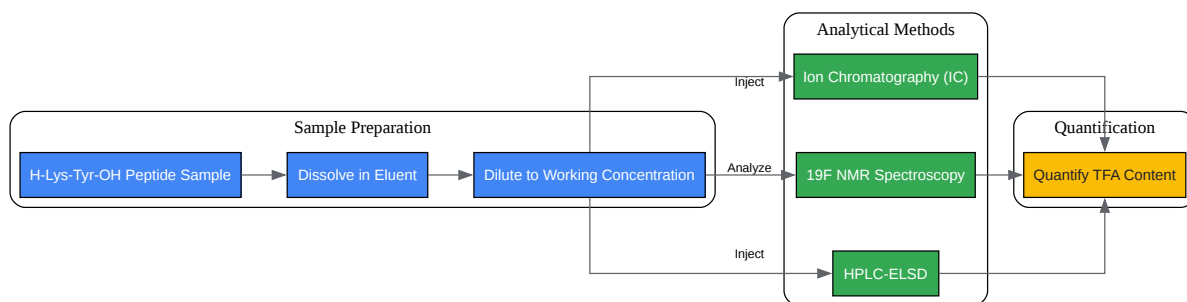 Analytical Methods
Inject
Ion Chromatography (IC)
Sample Preparation
Quantification
H-Lys-Tyr-OH Peptide Sample
Dissolve in Eluent
Dilute to Working Concentration
Analyze
19F NMR Spectroscopy
Quantify TFA Content
Inject
HPLC-ELSD